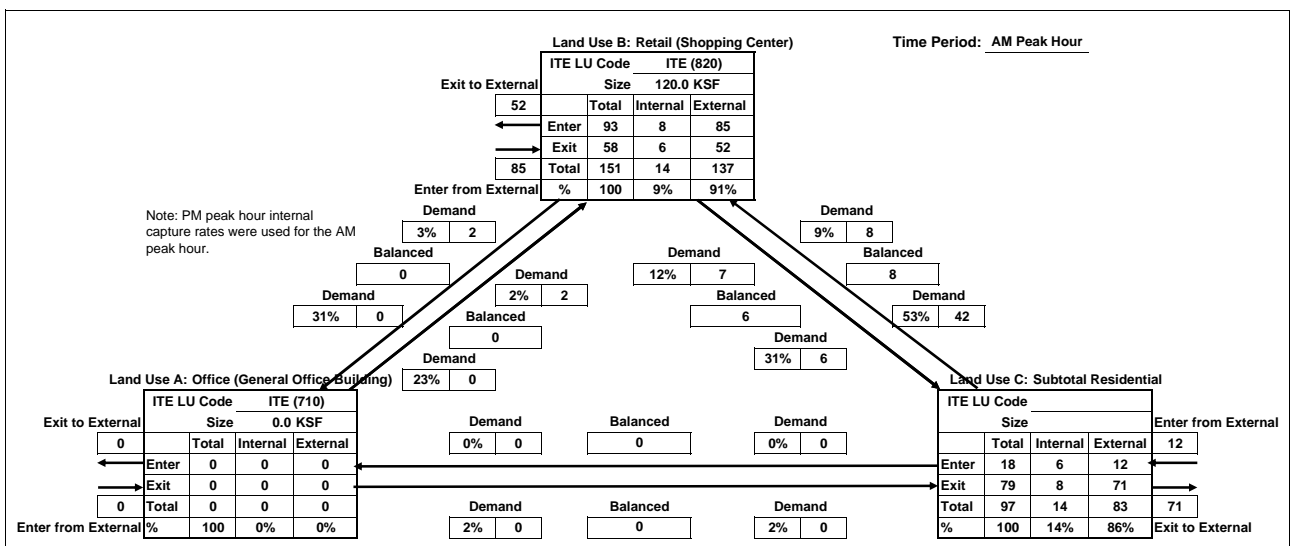 Land Use B: Retail (Shopping Center)
Time Period: AM Peak Hour
ITE LU Code ITE (820)
Exit to External Size 120.0 KSF
52 Total Internal External
Enter 93 8 85
Exit 58 6 52
85 Total 151 14 137
Enter from External % 100 9% 91%
Note: PM peak hour internal
capture rates were used for the AM
peak hour.
Demand
3% 2
Balanced
0
Demand
31% 0
Demand
2% 2
Balanced
0
Demand
23% 0
Demand
12% 7
Balanced
6
Demand
31% 6
Demand
9% 8
Balanced
8
Demand
53% 42
Land Use A: Office (General Office Building)
ITE LU Code ITE (710)
Exit to External Size 0.0 KSF
0 Total Internal External
Enter 0 0 0
Exit 0 0 0
0 Total 0 0 0
Enter from External % 100 0% 0%
Demand Balanced Demand
0% 0 0 0% 0
Demand Balanced Demand
2% 0 0 2% 0
Land Use C: Subtotal Residential
ITE LU Code
Size Enter from External
Total Internal External 12
Enter 18 6 12
Exit 79 8 71
Total 97 14 83 71
% 100 14% 86% Exit to External